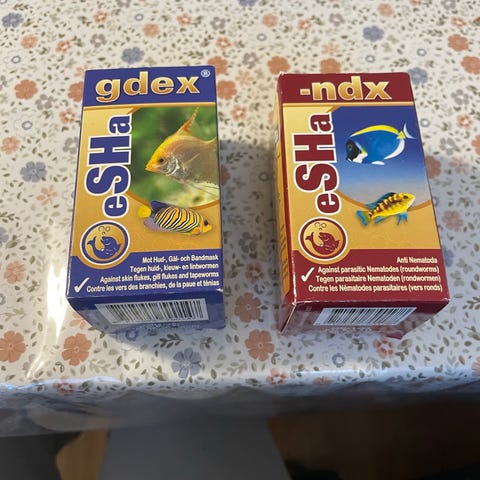 gdex®
eSHa
Mot Hud-, Gäl- och Bandmask
Tegen huid-, kieuw- en lintwormen
Against skin flukes, gill flukes and tapeworms
Contre les vers des branchies, de la paue et ténias
-ndx
eSHa
Anti Nematoda
Against parasitic Nematodes (roundworms)
Tegen parasitaire Nematoden (rondwormen)
Contre les Nématodes parasitaires (vers ronds)